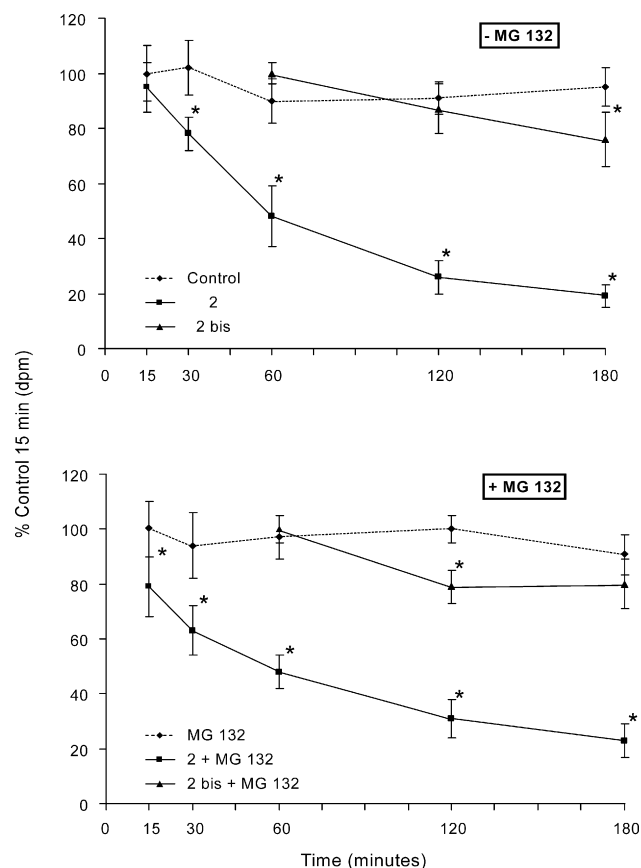 120
- MG 132
100
*
*
80
60
*
40
*
Control
*
20
2
2 bis
0
0 15 30 60 120 180
% Control 15 min (dpm)
120
+ MG 132
100
*
*
80
*
60
*
40
*
*
MG 132
20
2 + MG 132
2 bis + MG 132
0
0 15 30 60 120 180
Time (minutes)